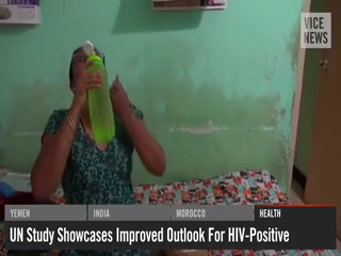 VICE
NEWS
YEMEN
INDIA
MOROCCO
HEALTH
UN Study Showcases Improved Outlook For HIV-Positive